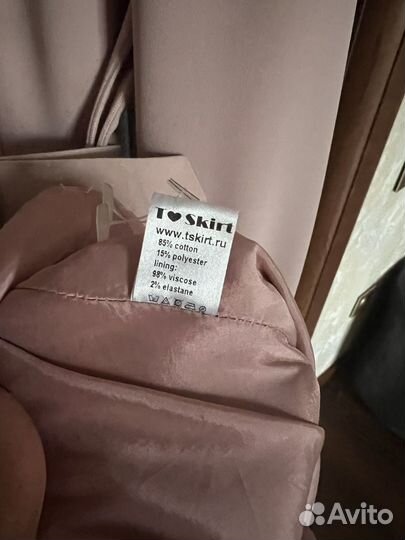 T♥Skirt
www.tskirt.ru
85% cotton
15% polyester
lining:
98% viscose
2% elastane
Avito